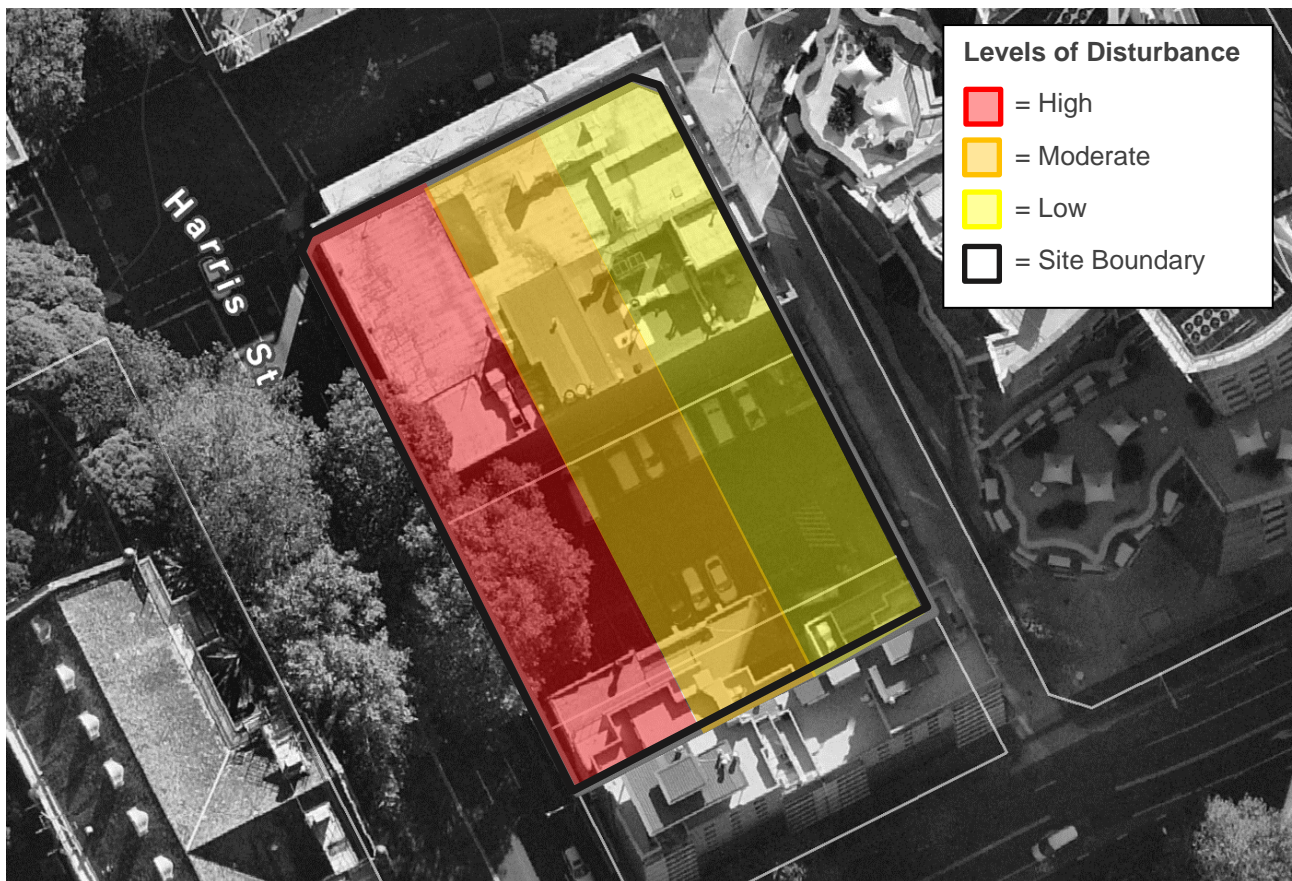 Levels of Disturbance
= High
= Moderate
= Low
= Site Boundary
Harris St